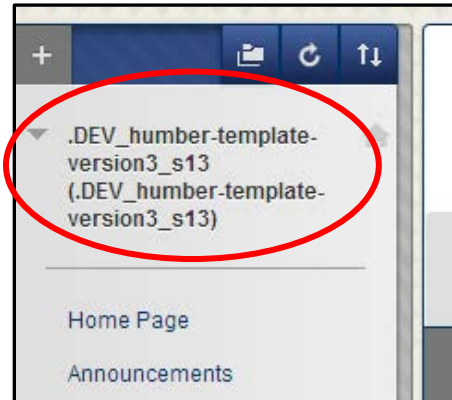 .DEV_humber-template-
version3_s13
(.DEV_humber-template-
version3_s13)
Home Page
Announcements